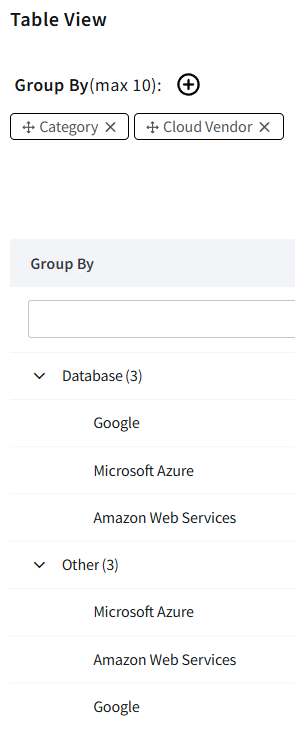 Table View
Group By(max 10):
Category Cloud Vendor
Group By
Database (3)
Google
Microsoft Azure
Amazon Web Services
Other (3)
Microsoft Azure
Amazon Web Services
Google